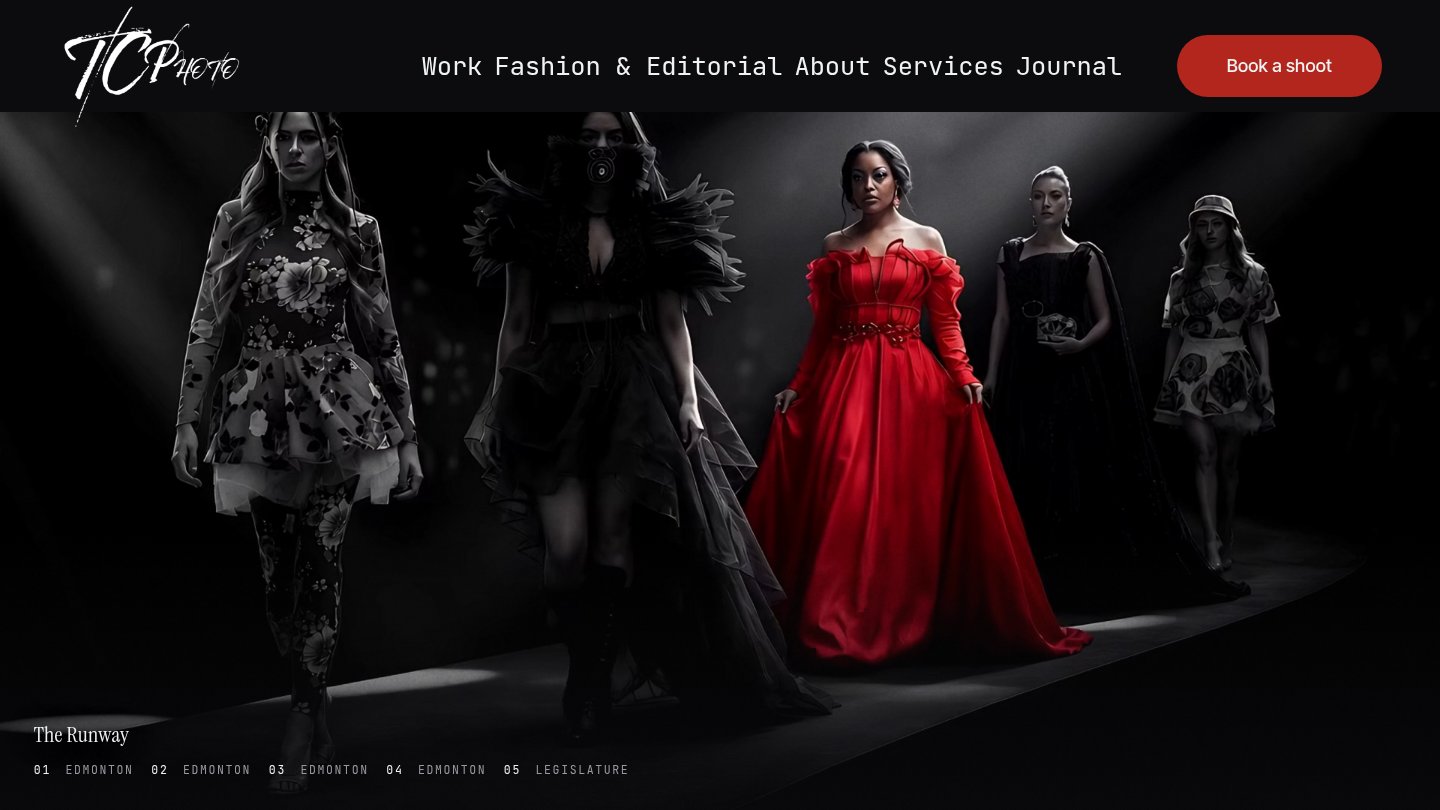 TCPHOTO
Work Fashion & Editorial About Services Journal
Book a shoot
The Runway
01 EDMONTON 02 EDMONTON 03 EDMONTON 04 EDMONTON 05 LEGISLATURE